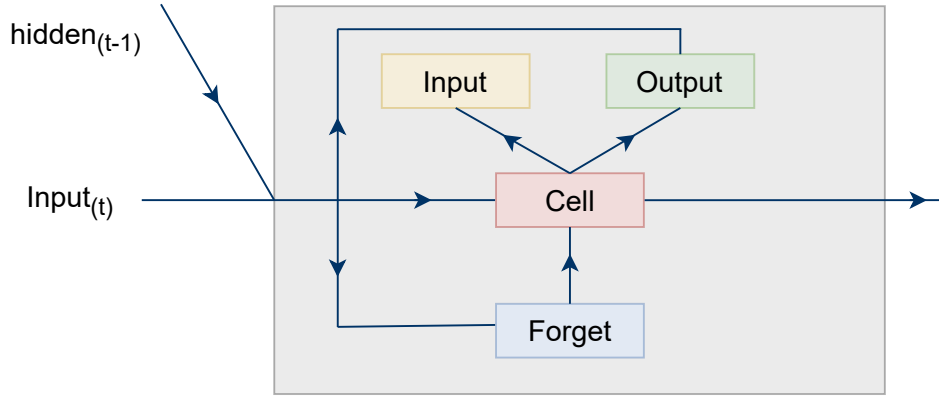 hidden(t-1)
Input Output
Input(t)
Cell
Forget